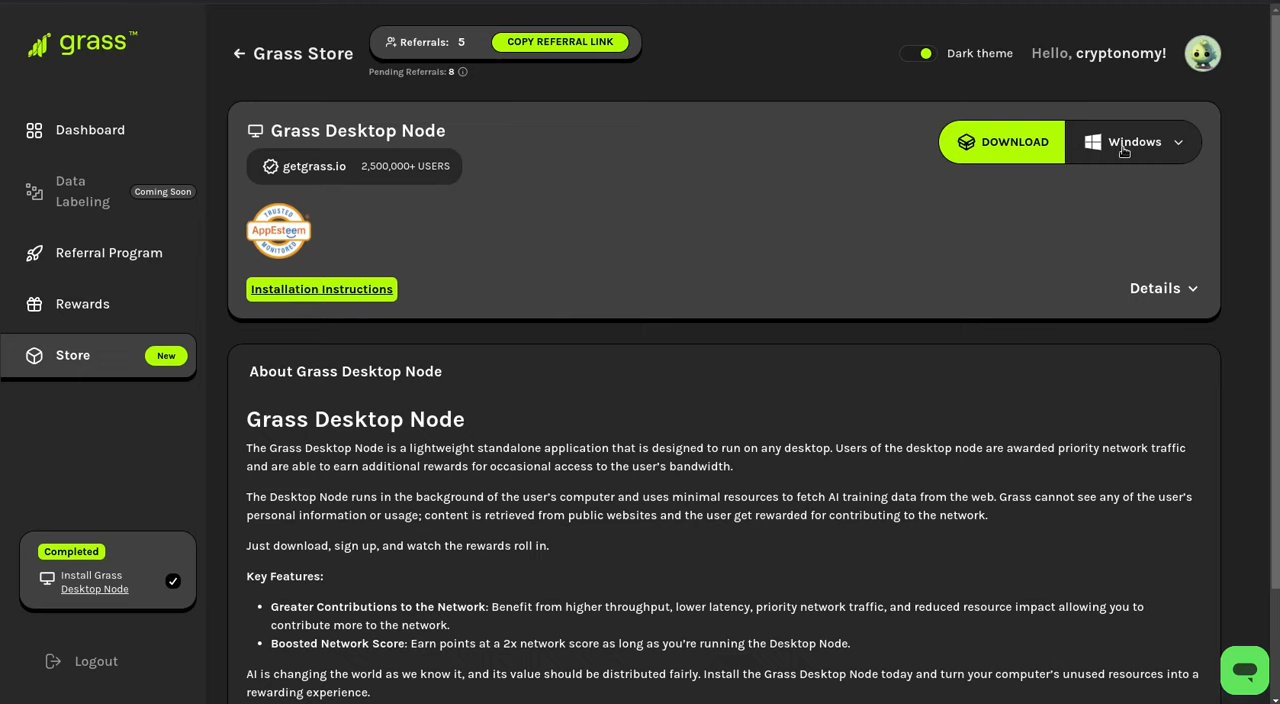 grass™
Referrals: 5 COPY REFERRAL LINK
Pending Referrals: 8
Grass Store
Dark theme Hello, cryptonomy!
Dashboard
Data
Labeling
Coming Soon
Referral Program
Rewards
Store New
Completed
Install Grass
Desktop Node
Logout
Grass Desktop Node
DOWNLOAD Windows
getgrass.io 2,500,000+ USERS
TRUSTED
AppEsteem
MONITORED
Installation Instructions
Details
About Grass Desktop Node
Grass Desktop Node
The Grass Desktop Node is a lightweight standalone application that is designed to run on any desktop. Users of the desktop node are awarded priority network traffic
and are able to earn additional rewards for occasional access to the user's bandwidth.
The Desktop Node runs in the background of the user's computer and uses minimal resources to fetch AI training data from the web. Grass cannot see any of the user's
personal information or usage; content is retrieved from public websites and the user get rewarded for contributing to the network.
Just download, sign up, and watch the rewards roll in.
Key Features:
• Greater Contributions to the Network: Benefit from higher throughput, lower latency, priority network traffic, and reduced resource impact allowing you to
contribute more to the network.
• Boosted Network Score: Earn points at a 2x network score as long as you're running the Desktop Node.
AI is changing the world as we know it, and its value should be distributed fairly. Install the Grass Desktop Node today and turn your computer's unused resources into a
rewarding experience.